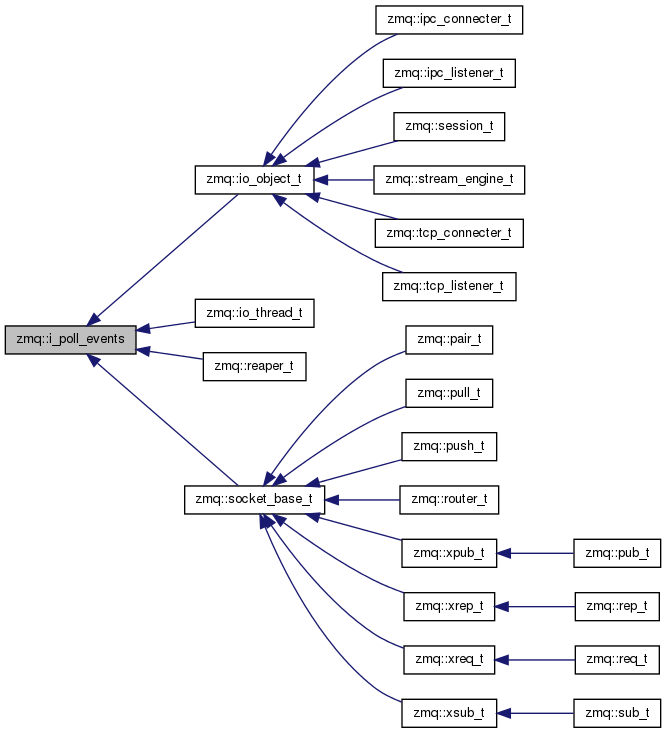 zmq::ipc_connecter_t
zmq::ipc_listener_t
zmq::session_t
zmq::io_object_t
zmq::stream_engine_t
zmq::tcp_connecter_t
zmq::tcp_listener_t
zmq::io_thread_t
zmq::i_poll_events
zmq::pair_t
zmq::reaper_t
zmq::pull_t
zmq::push_t
zmq::socket_base_t
zmq::router_t
zmq::xpub_t
zmq::pub_t
zmq::xrep_t
zmq::rep_t
zmq::xreq_t
zmq::req_t
zmq::xsub_t
zmq::sub_t